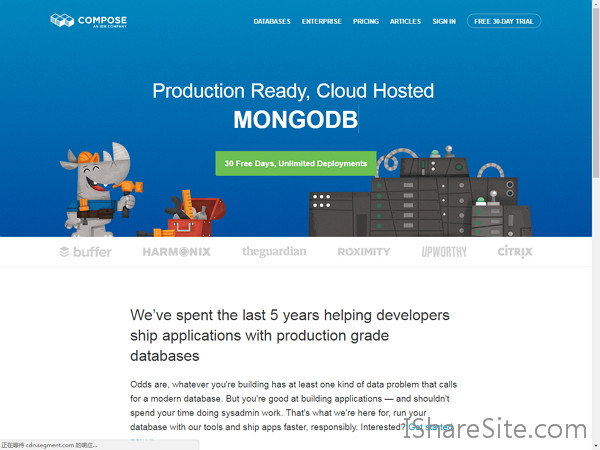 COMPOSE
AN IBM COMPANY
DATABASES ENTERPRISE PRICING ARTICLES SIGN IN FREE 30-DAY TRIAL
Production Ready, Cloud Hosted
MONGODB
30 Free Days, Unlimited Deployments
buffer HARMONIX theguardian ROXIMITY UPWORTHY CITRIX
We've spent the last 5 years helping developers
ship applications with production grade
databases
Odds are, whatever you're building has at least one kind of data problem that calls
for a modern database. But you're good at building applications — and shouldn't
spend your time doing sysadmin work. That's what we're here for, run your
database with our tools and ship apps faster, responsibly. Interested? Get started
正在等待 cdn.segment.com 的响应...
IShareSite.com